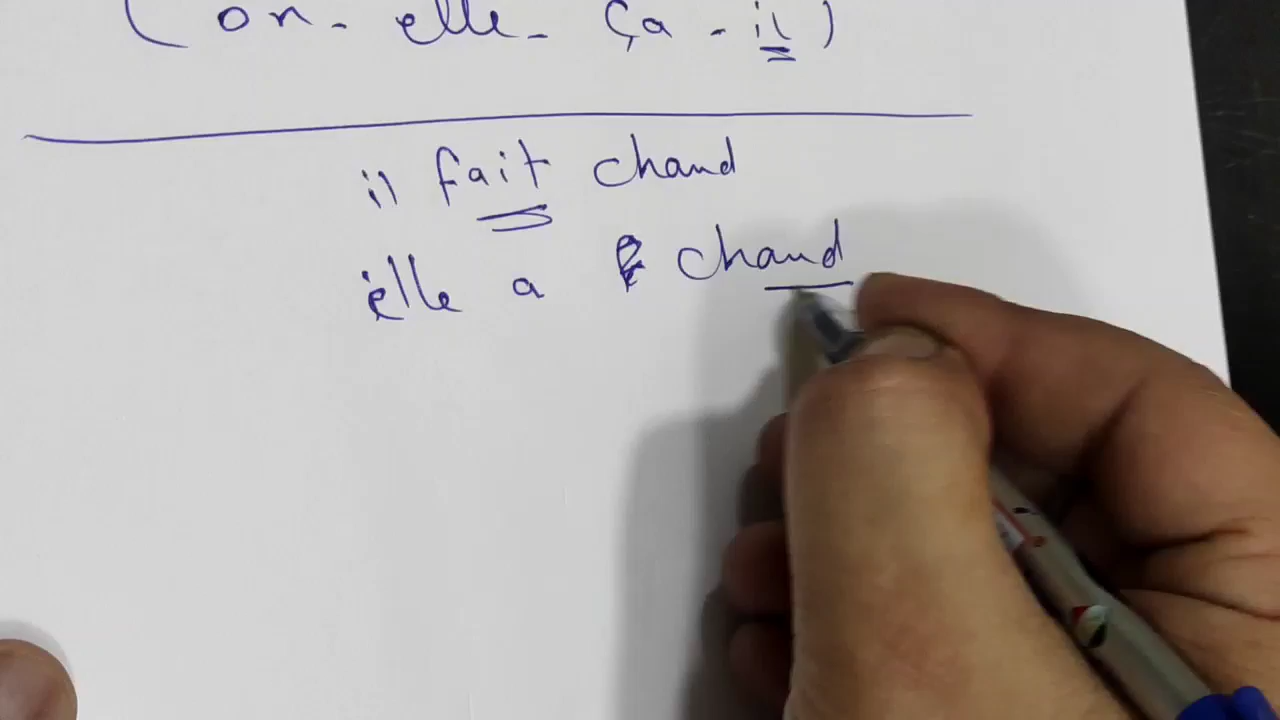 (on - elle - ça - il)
il fait chaud
elle a chaud